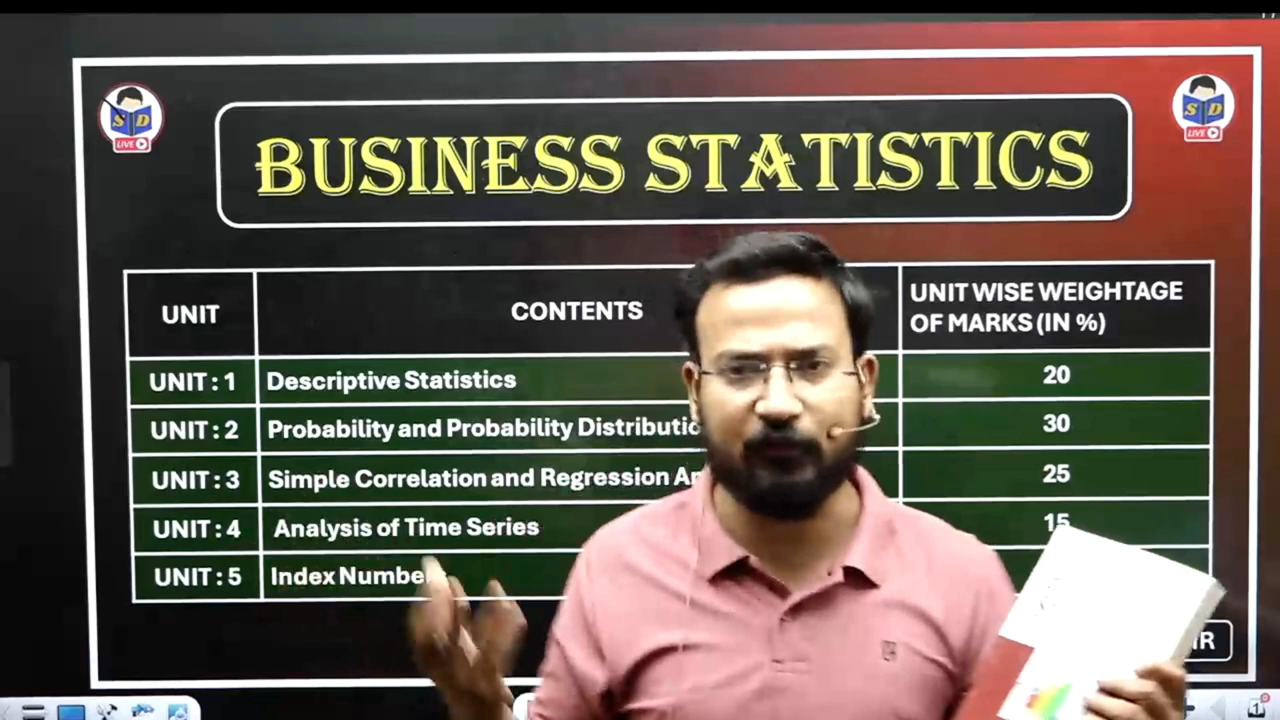 BUSINESS STATISTICS
S D
LIVE
S D
LIVE
UNIT
CONTENTS
UNIT WISE WEIGHTAGE
OF MARKS (IN %)
UNIT : 1 Descriptive Statistics 20
UNIT : 2 Probability and Probability 30
UNIT : 3 Simple Correlation and Regression 25
UNIT : 4 Analysis of Time Series 15
UNIT : 5 Index